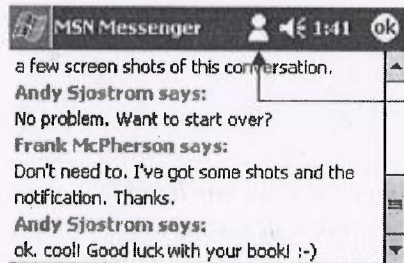 MSN Messenger 1:41 ok
a few screen shots of this conversation.
Andy Sjostrom says:
No problem. Want to start over?
Frank McPherson says:
Don't need to. I've got some shots and the
notification. Thanks.
Andy Sjostrom says:
ok. cool! Good luck with your book! :-)